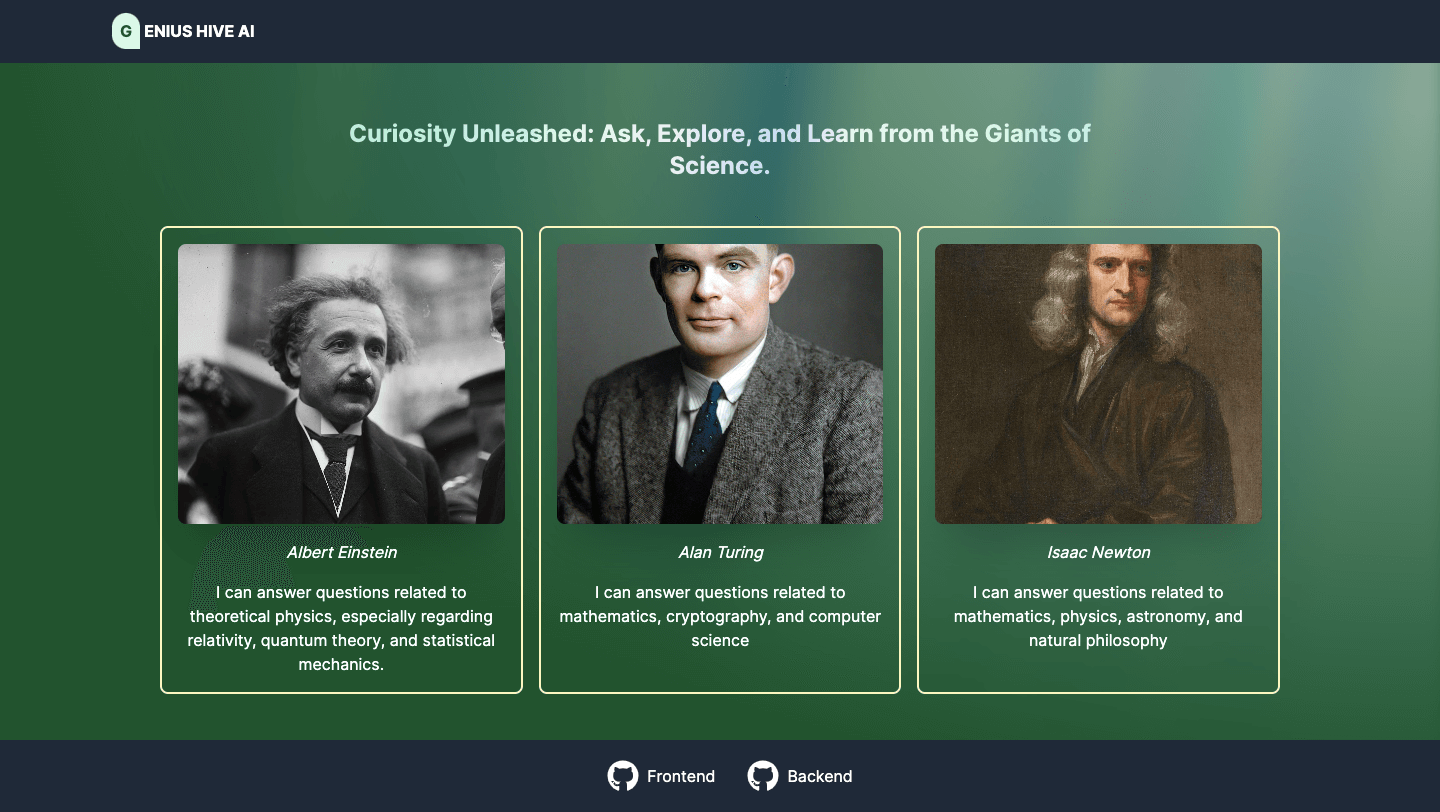 G ENIUS HIVE AI
Curiosity Unleashed: Ask, Explore, and Learn from the Giants of
Science.
Albert Einstein
I can answer questions related to
theoretical physics, especially regarding
relativity, quantum theory, and statistical
mechanics.
Alan Turing
I can answer questions related to
mathematics, cryptography, and computer
science
Isaac Newton
I can answer questions related to
mathematics, physics, astronomy, and
natural philosophy
Frontend
Backend